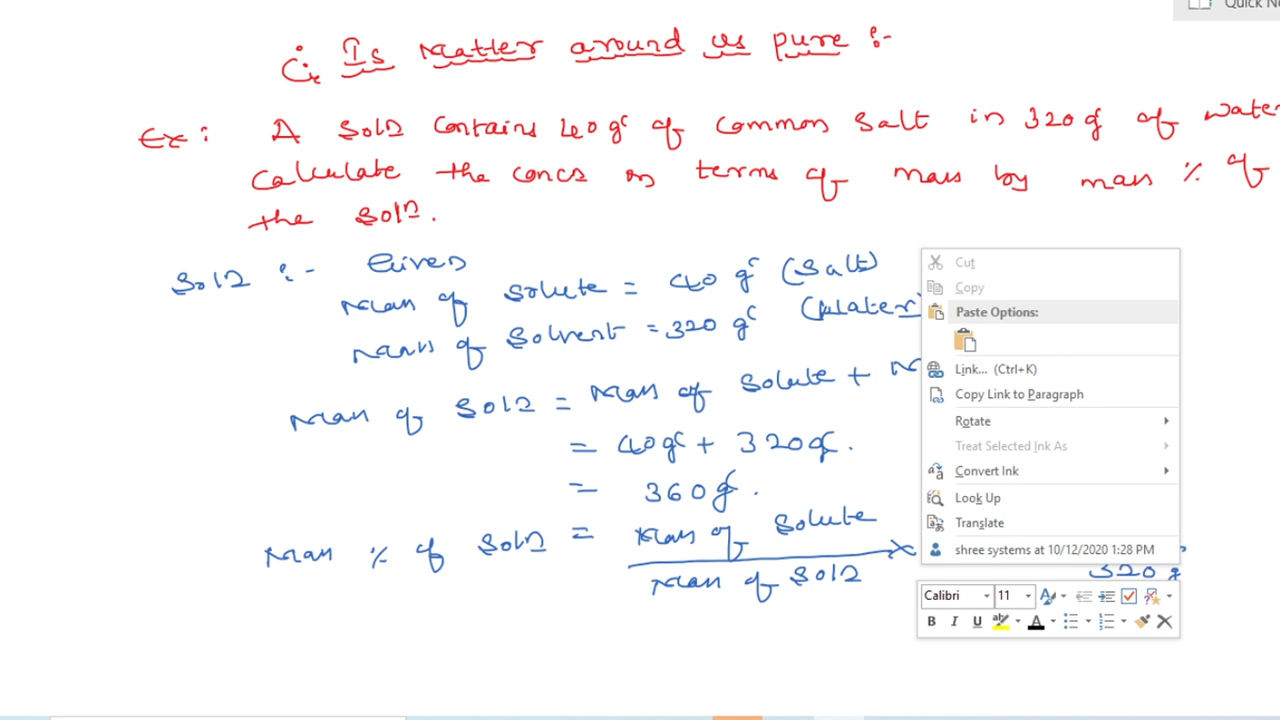 Quick No
Is Matter around us pure :-
Ex : A Soln contains 40 g of common salt in 320 g of water
Calculate the concn in terms of mass by mass % of
the Soln.
Soln :- Given
Mass of Solute = 40 g (Salt)
Mass of Solvent = 320 g (Water)
Mass of Soln = Mass of Solute + M
= 40 g + 320 g.
= 360 g.
Mass % of Soln = Mass of Solute ×
Mass of Soln
320 g
Cut
Copy
Paste Options:
Link... (Ctrl+K)
Copy Link to Paragraph
Rotate
Treat Selected Ink As
Convert Ink
Look Up
Translate
shree systems at 10/12/2020 1:28 PM
Calibri 11
B I U ab A